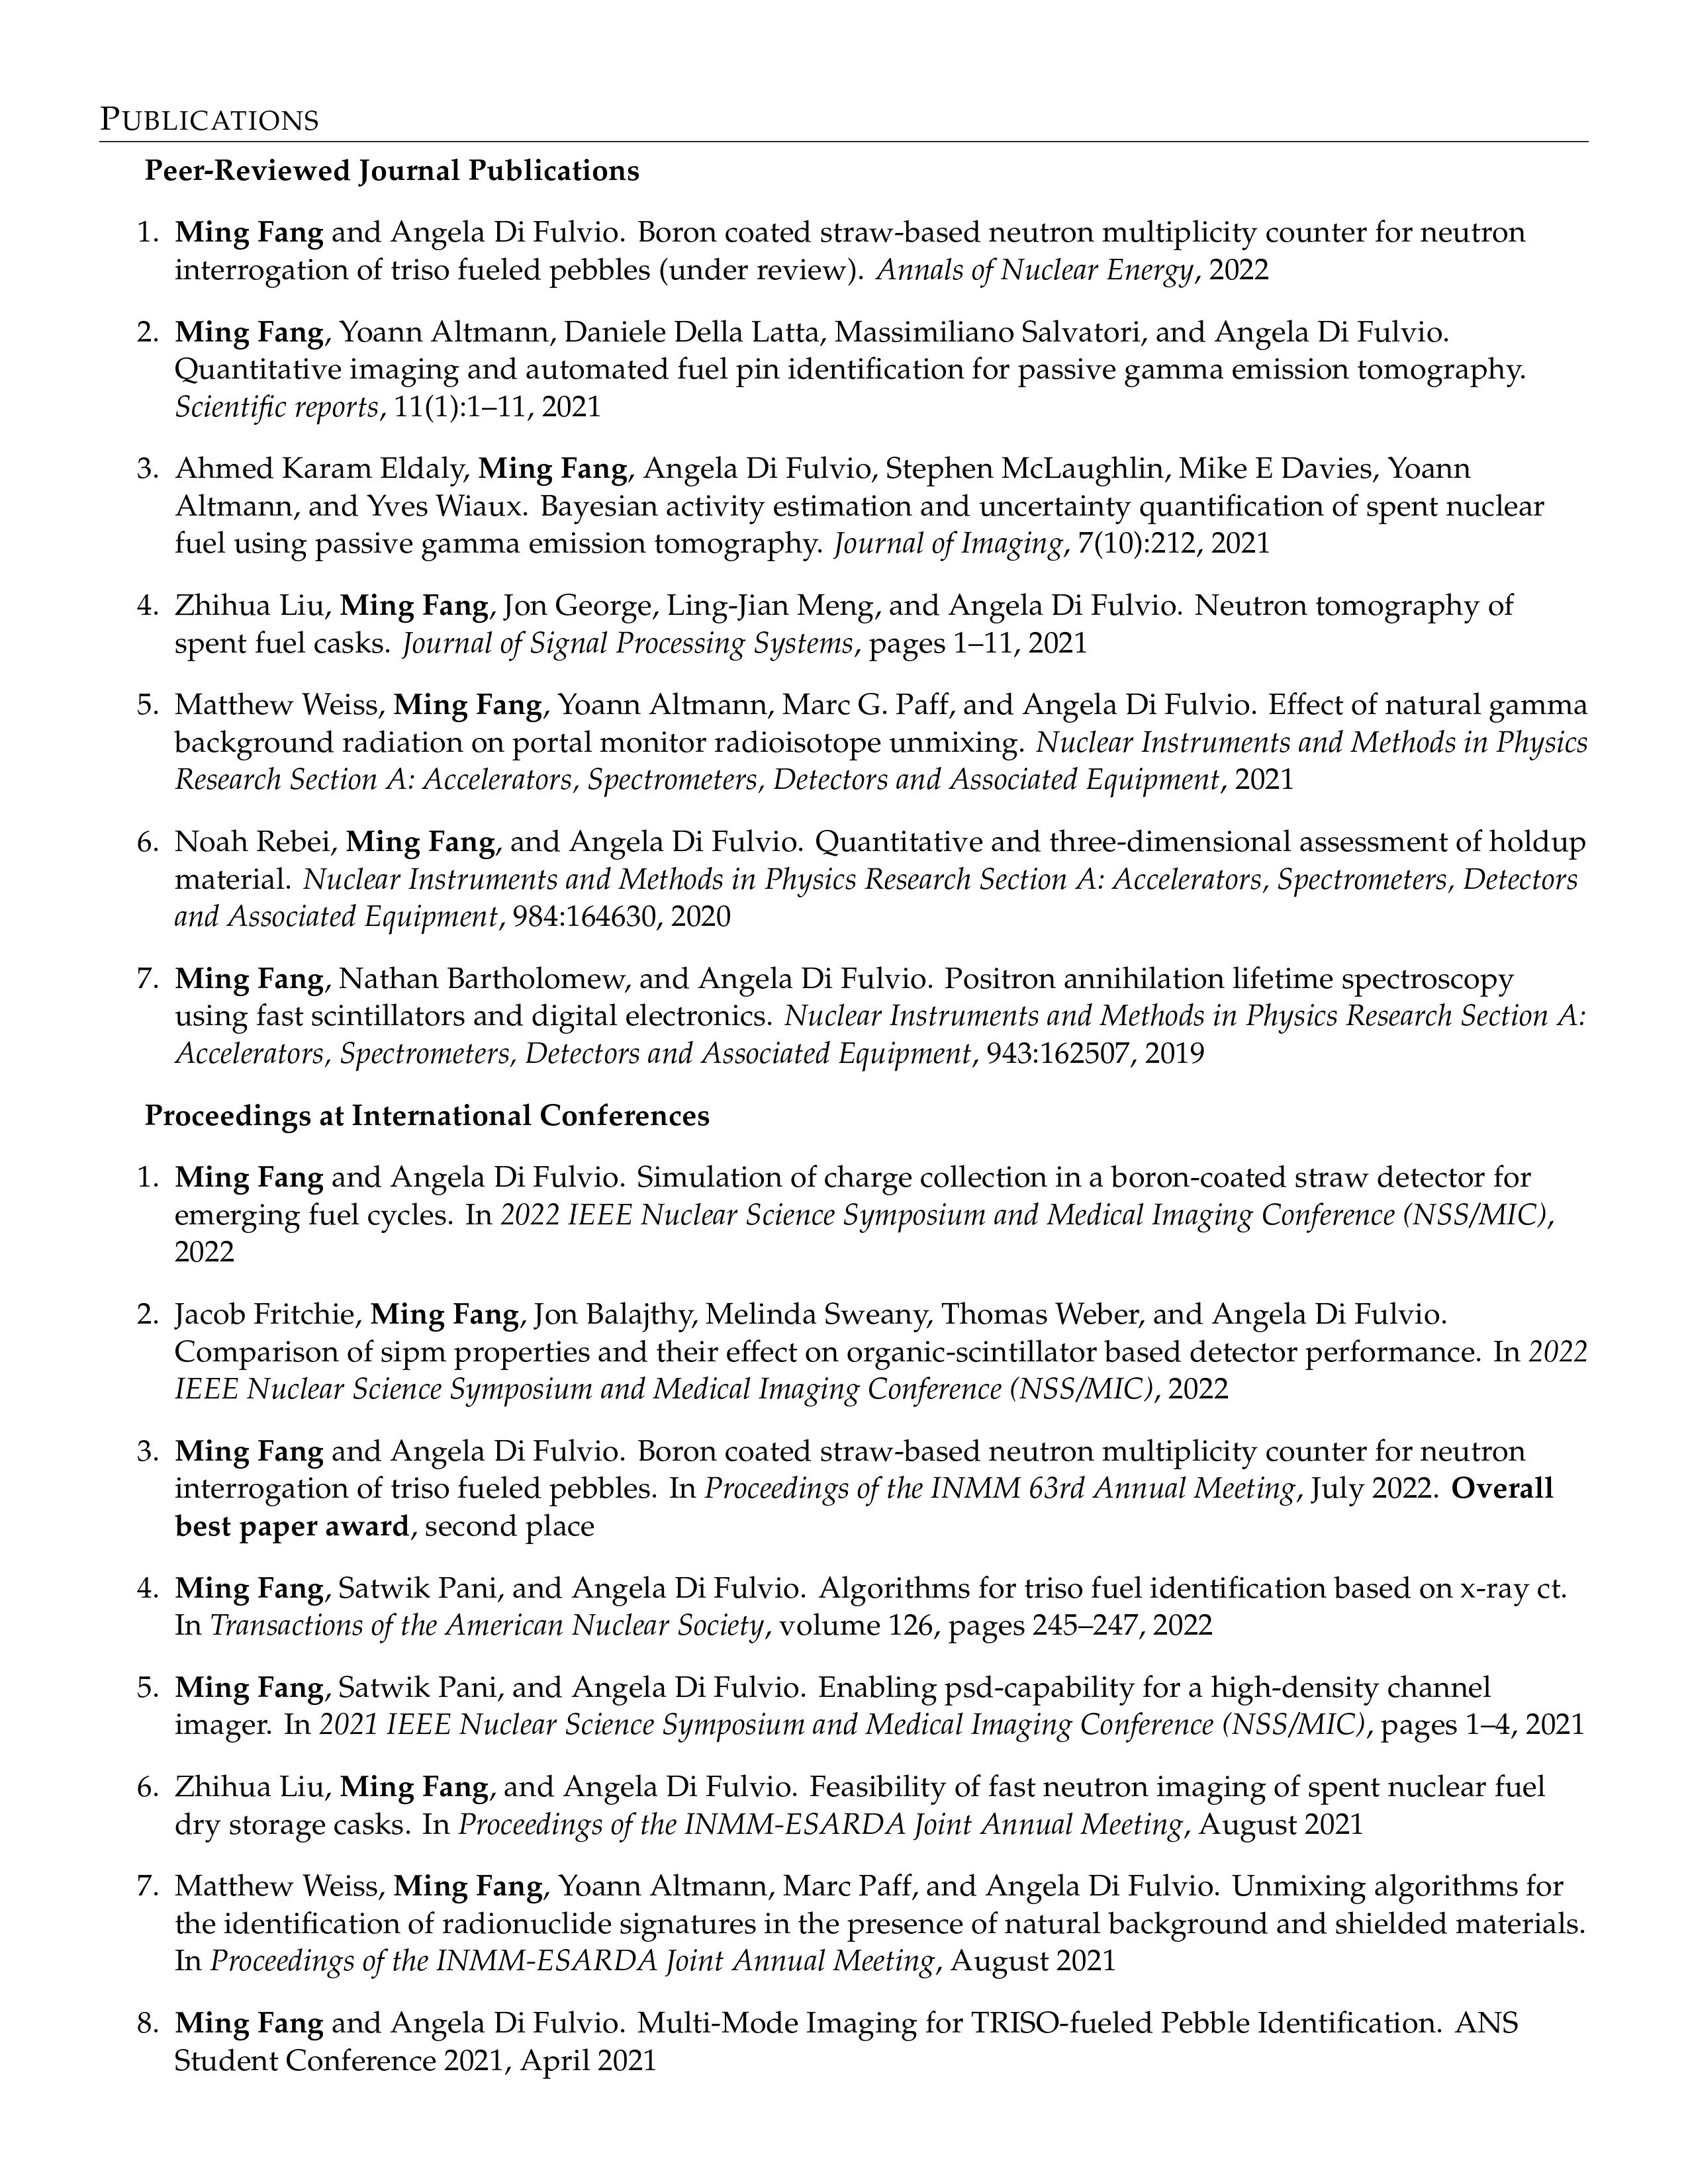 PUBLICATIONS
Peer-Reviewed Journal Publications
1. Ming Fang and Angela Di Fulvio. Boron coated straw-based neutron multiplicity counter for neutron
interrogation of triso fueled pebbles (under review). Annals of Nuclear Energy, 2022
2. Ming Fang, Yoann Altmann, Daniele Della Latta, Massimiliano Salvatori, and Angela Di Fulvio.
Quantitative imaging and automated fuel pin identification for passive gamma emission tomography.
Scientific reports, 11(1):1–11, 2021
3. Ahmed Karam Eldaly, Ming Fang, Angela Di Fulvio, Stephen McLaughlin, Mike E Davies, Yoann
Altmann, and Yves Wiaux. Bayesian activity estimation and uncertainty quantification of spent nuclear
fuel using passive gamma emission tomography. Journal of Imaging, 7(10):212, 2021
4. Zhihua Liu, Ming Fang, Jon George, Ling-Jian Meng, and Angela Di Fulvio. Neutron tomography of
spent fuel casks. Journal of Signal Processing Systems, pages 1–11, 2021
5. Matthew Weiss, Ming Fang, Yoann Altmann, Marc G. Paff, and Angela Di Fulvio. Effect of natural gamma
background radiation on portal monitor radioisotope unmixing. Nuclear Instruments and Methods in Physics
Research Section A: Accelerators, Spectrometers, Detectors and Associated Equipment, 2021
6. Noah Rebei, Ming Fang, and Angela Di Fulvio. Quantitative and three-dimensional assessment of holdup
material. Nuclear Instruments and Methods in Physics Research Section A: Accelerators, Spectrometers, Detectors
and Associated Equipment, 984:164630, 2020
7. Ming Fang, Nathan Bartholomew, and Angela Di Fulvio. Positron annihilation lifetime spectroscopy
using fast scintillators and digital electronics. Nuclear Instruments and Methods in Physics Research Section A:
Accelerators, Spectrometers, Detectors and Associated Equipment, 943:162507, 2019
Proceedings at International Conferences
1. Ming Fang and Angela Di Fulvio. Simulation of charge collection in a boron-coated straw detector for
emerging fuel cycles. In 2022 IEEE Nuclear Science Symposium and Medical Imaging Conference (NSS/MIC),
2022
2. Jacob Fritchie, Ming Fang, Jon Balajthy, Melinda Sweany, Thomas Weber, and Angela Di Fulvio.
Comparison of sipm properties and their effect on organic-scintillator based detector performance. In 2022
IEEE Nuclear Science Symposium and Medical Imaging Conference (NSS/MIC), 2022
3. Ming Fang and Angela Di Fulvio. Boron coated straw-based neutron multiplicity counter for neutron
interrogation of triso fueled pebbles. In Proceedings of the INMM 63rd Annual Meeting, July 2022. Overall
best paper award, second place
4. Ming Fang, Satwik Pani, and Angela Di Fulvio. Algorithms for triso fuel identification based on x-ray ct.
In Transactions of the American Nuclear Society, volume 126, pages 245–247, 2022
5. Ming Fang, Satwik Pani, and Angela Di Fulvio. Enabling psd-capability for a high-density channel
imager. In 2021 IEEE Nuclear Science Symposium and Medical Imaging Conference (NSS/MIC), pages 1–4, 2021
6. Zhihua Liu, Ming Fang, and Angela Di Fulvio. Feasibility of fast neutron imaging of spent nuclear fuel
dry storage casks. In Proceedings of the INMM-ESARDA Joint Annual Meeting, August 2021
7. Matthew Weiss, Ming Fang, Yoann Altmann, Marc Paff, and Angela Di Fulvio. Unmixing algorithms for
the identification of radionuclide signatures in the presence of natural background and shielded materials.
In Proceedings of the INMM-ESARDA Joint Annual Meeting, August 2021
8. Ming Fang and Angela Di Fulvio. Multi-Mode Imaging for TRISO-fueled Pebble Identification. ANS
Student Conference 2021, April 2021